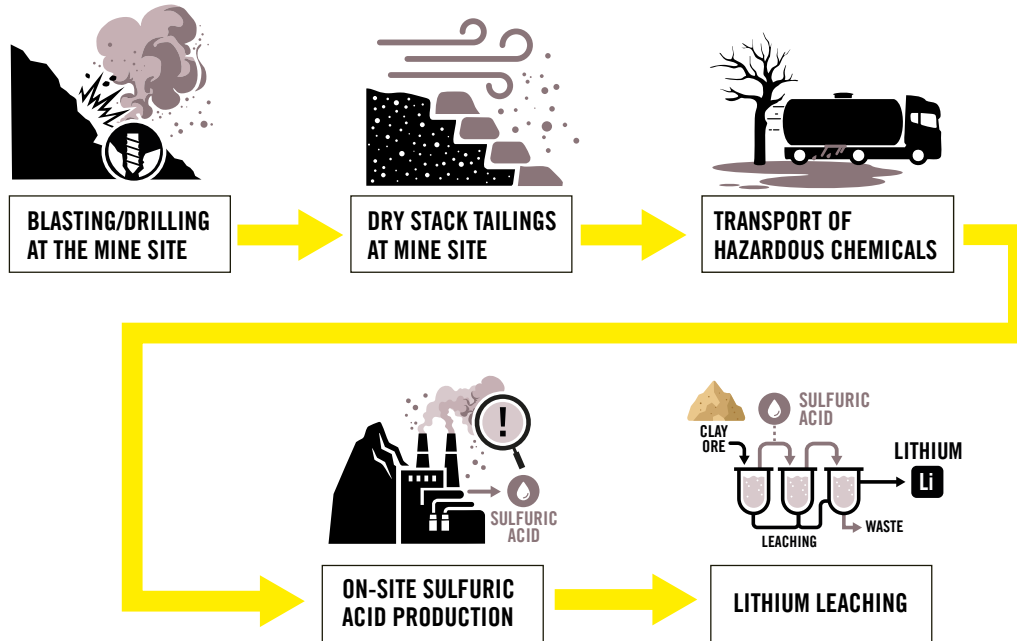 BLASTING/DRILLING
AT THE MINE SITE
DRY STACK TAILINGS
AT MINE SITE
TRANSPORT OF
HAZARDOUS CHEMICALS
!
SULFURIC
ACID
ON-SITE SULFURIC
ACID PRODUCTION
CLAY
ORE
SULFURIC
ACID
LITHIUM
Li
WASTE
LEACHING
LITHIUM LEACHING